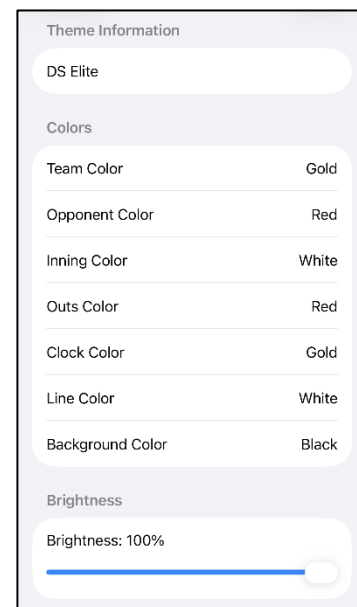 Theme Information
DS Elite
Colors
Team Color Gold
Opponent Color Red
Inning Color White
Outs Color Red
Clock Color Gold
Line Color White
Background Color Black
Brightness
Brightness: 100%